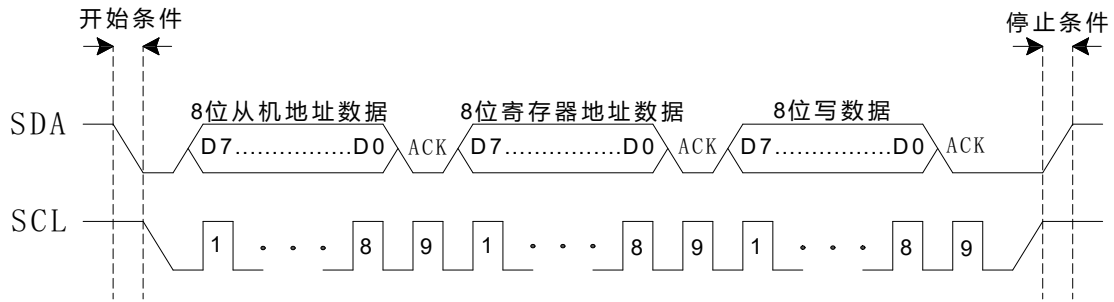 开始条件 停止条件
8位从机地址数据 8位寄存器地址数据 8位写数据
SDA D7................D0 ACK D7................D0 ACK D7................D0 ACK
SCL 1 · · · 8 9 1 · · · 8 9 1 · · · 8 9